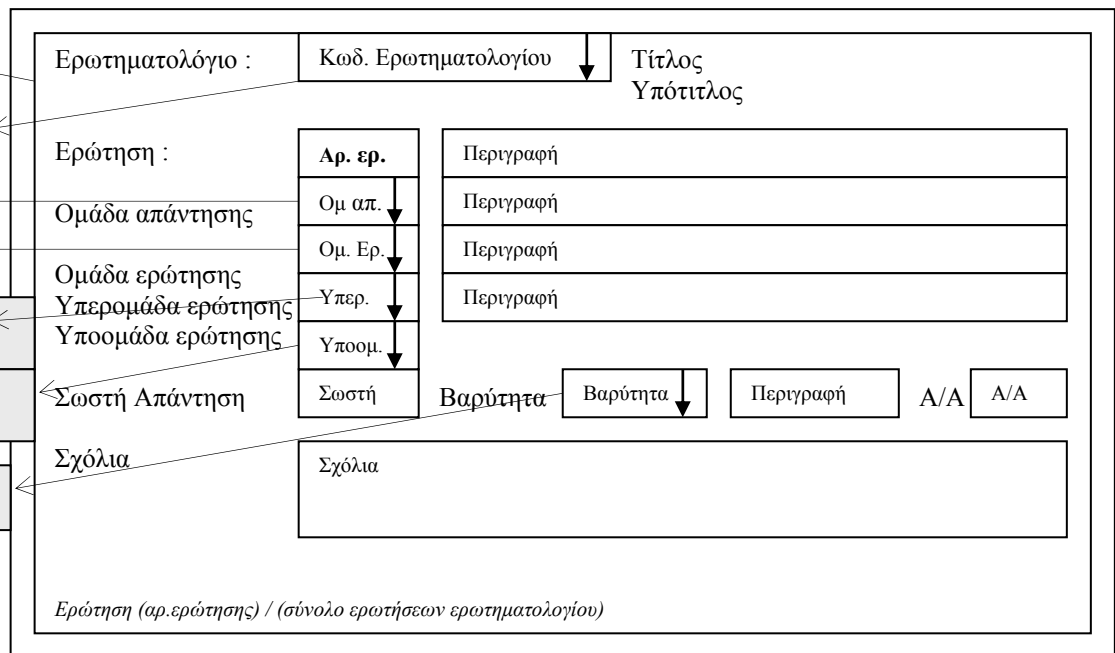 Ερωτηματολόγιο : Κωδ. Ερωτηματολογίου Τίτλος
Υπότιτλος
Ερώτηση : Αρ. ερ. Περιγραφή
Ομάδα απάντησης Ομ απ. Περιγραφή
Ομάδα ερώτησης Ομ. Ερ. Περιγραφή
Υπερομάδα ερώτησης Υπερ. Περιγραφή
Υποομάδα ερώτησης Υποομ.
Σωστή Απάντηση Σωστή Βαρύτητα Βαρύτητα Περιγραφή Α/Α Α/Α
Σχόλια Σχόλια
Ερώτηση (αρ.ερώτησης) / (σύνολο ερωτήσεων ερωτηματολογίου)